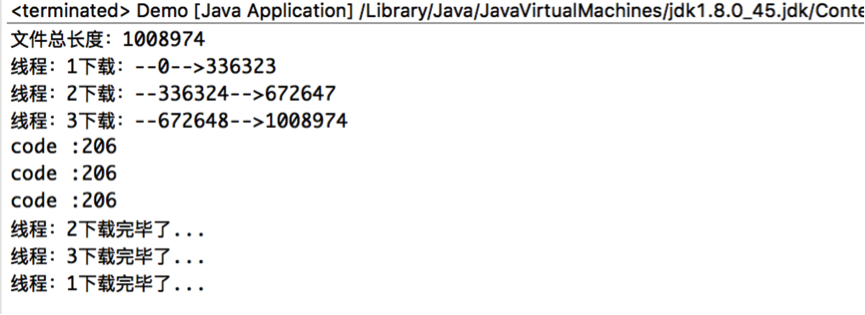 <terminated> Demo [Java Application] /Library/Java/JavaVirtualMachines/jdk1.8.0_45.jdk/Conte
文件总长度：1008974
线程：1下载：--0-->336323
线程：2下载：--336324-->672647
线程：3下载：--672648-->1008974
code :206
code :206
code :206
线程：2下载完毕了...
线程：3下载完毕了...
线程：1下载完毕了...